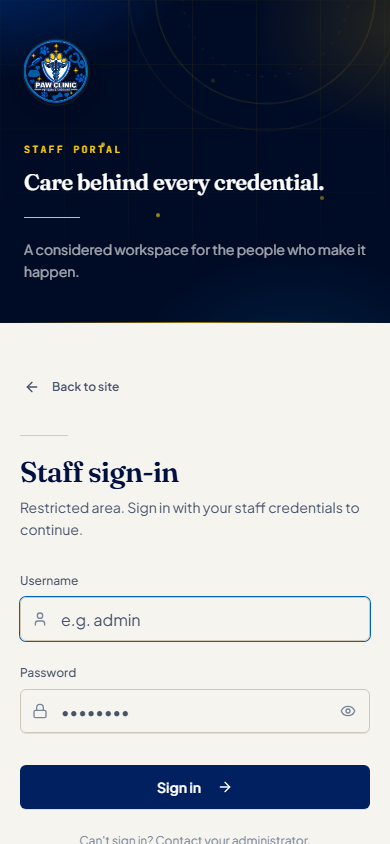 PAW CLINIC
STAFF PORTAL
Care behind every credential.
A considered workspace for the people who make it
happen.
Back to site
Staff sign-in
Restricted area. Sign in with your staff credentials to
continue.
Username
e.g. admin
Password
••••••••
Sign in
Can't sign in? Contact your administrator.